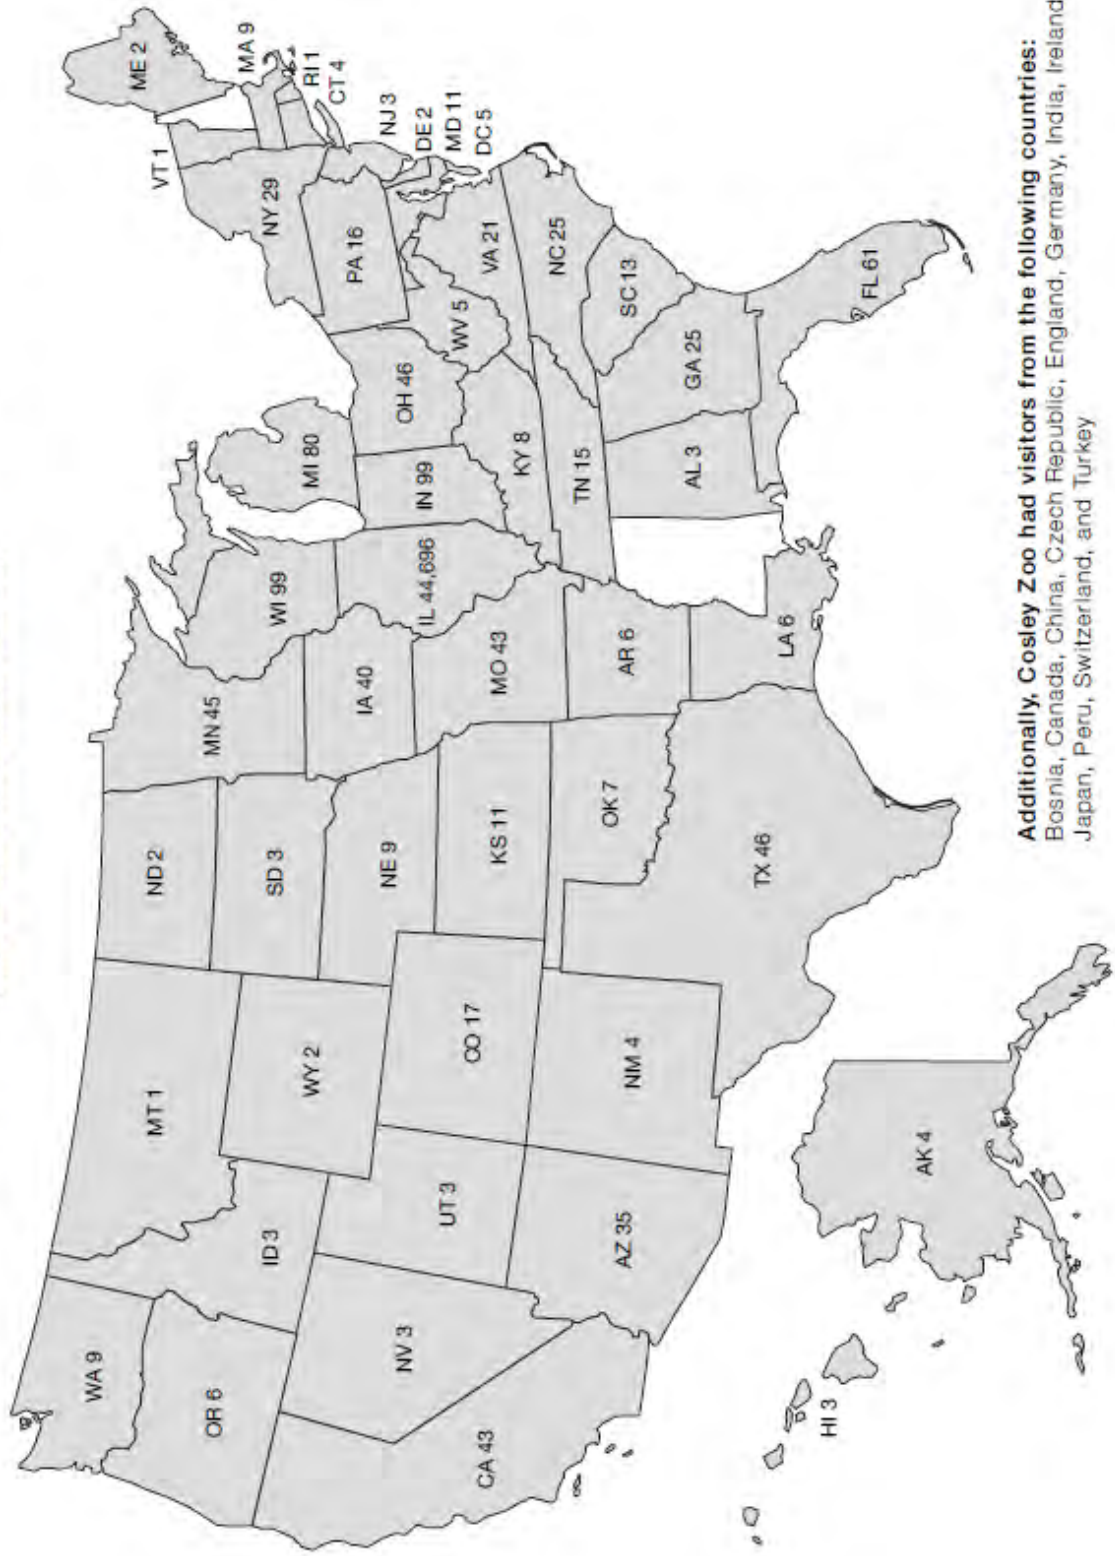 WA 9
OR 6
CA 43
ID 3
NV 3
MT 1
WY 2
UT 3
AZ 35
CO 17
NM 4
ND 2
SD 3
NE 9
KS 11
OK 7
TX 46
MN 45
IA 40
MO 43
AR 6
LA 6
WI 99
IL 44,696
MI 80
IN 99
OH 46
KY 8
TN 15
AL 3
GA 25
FL 61
SC 13
NC 25
VA 21
WV 5
PA 16
NY 29
VT 1
ME 2
MA 9
RI 1
CT 4
NJ 3
DE 2
MD 11
DC 5
AK 4
HI 3
Additionally, Cosley Zoo had visitors from the following countries:
Bosnia, Canada, China, Czech Republic, England, Germany, India, Ireland
Japan, Peru, Switzerland, and Turkey